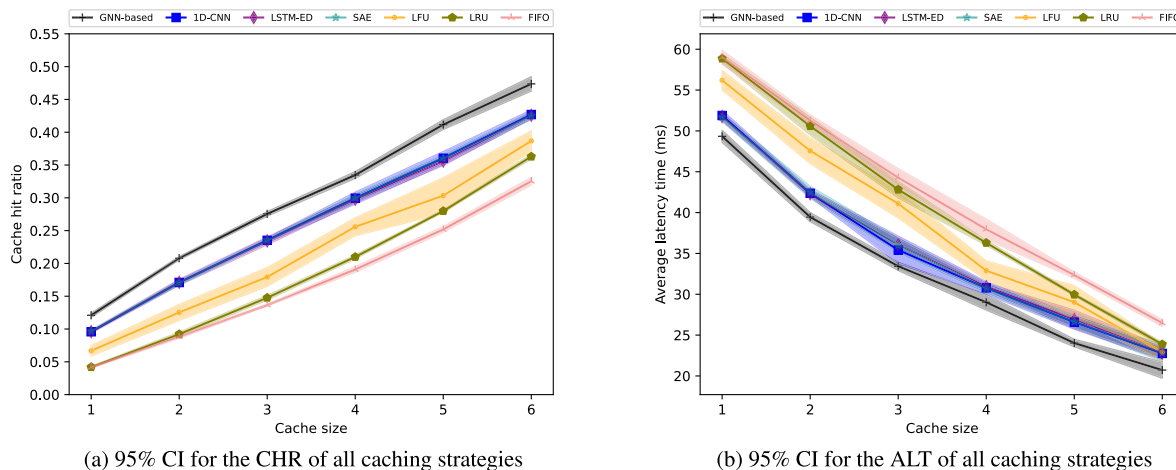 GNN-based 1D-CNN LSTM-ED SAE LFU LRU FIFO
0.55
0.50
0.45
0.40
0.35
0.30
0.25
0.20
0.15
0.10
0.05
0.00
Cache hit ratio
1 2 3 4 5 6
Cache size
(a) 95% CI for the CHR of all caching strategies
GNN-based 1D-CNN LSTM-ED SAE LFU LRU FIFO
60
50
40
35
30
25
20
Average latency time (ms)
1 2 3 4 5 6
Cache size
(b) 95% CI for the ALT of all caching strategies